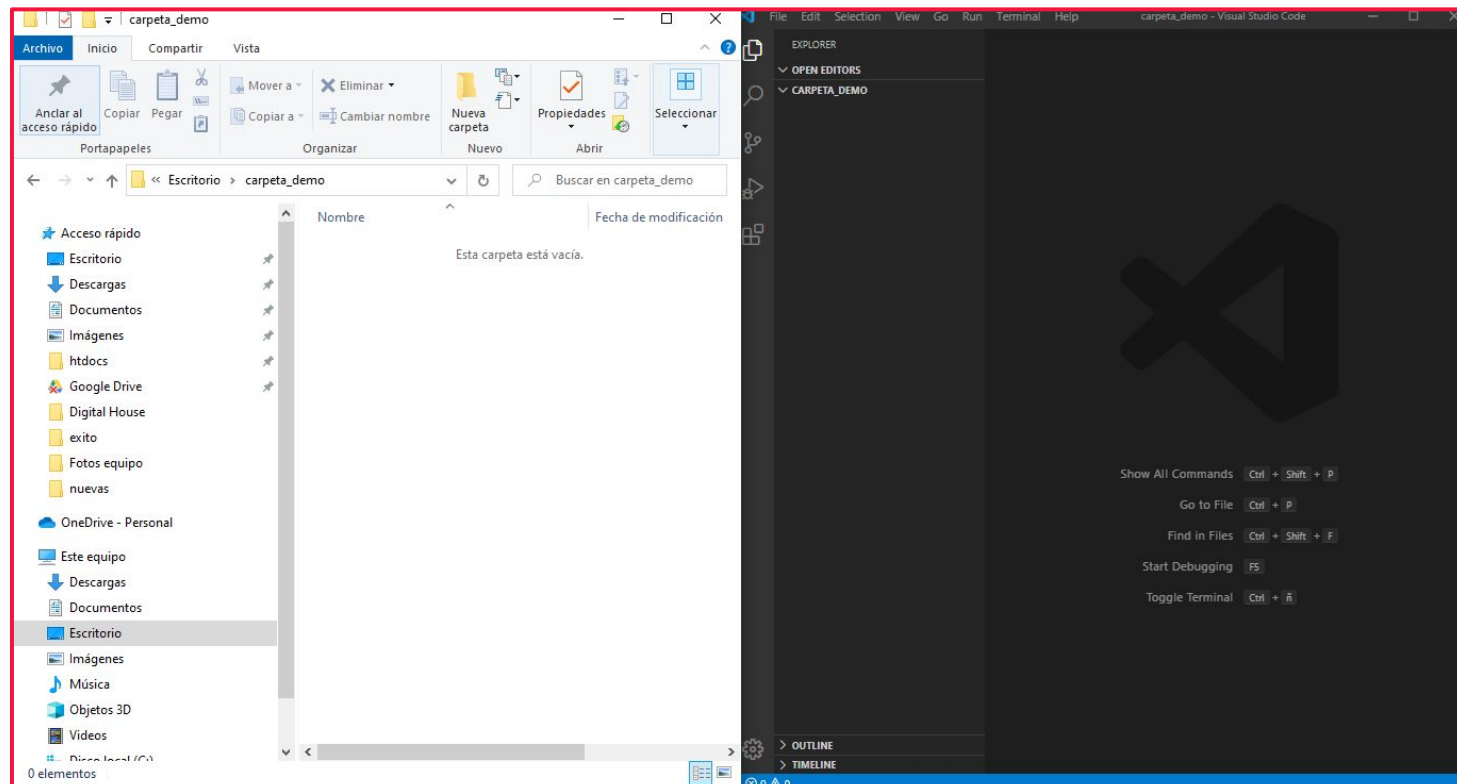 carpeta_demo
Archivo Inicio Compartir Vista
Anclar al acceso rápido
Copiar
Pegar
Portapapeles
Mover a
Copiar a
Eliminar
Cambiar nombre
Organizar
Nueva carpeta
Nuevo
Propiedades
Abrir
Seleccionar
« Escritorio > carpeta_demo
Buscar en carpeta_demo
Acceso rápido
Escritorio
Descargas
Documentos
Imágenes
htdocs
Google Drive
Digital House
exito
Fotos equipo
nuevas
OneDrive - Personal
Este equipo
Descargas
Documentos
Escritorio
Imágenes
Música
Objetos 3D
Videos
Disco local (C:)
Nombre Fecha de modificación
Esta carpeta está vacía.
0 elementos
File Edit Selection View Go Run Terminal Help carpeta_demo - Visual Studio Code
EXPLORER
OPEN EDITORS
CARPETA_DEMO
Show All Commands Ctrl + Shift + P
Go to File Ctrl + P
Find in Files Ctrl + Shift + F
Start Debugging F5
Toggle Terminal Ctrl + ñ
OUTLINE
TIMELINE
0 0